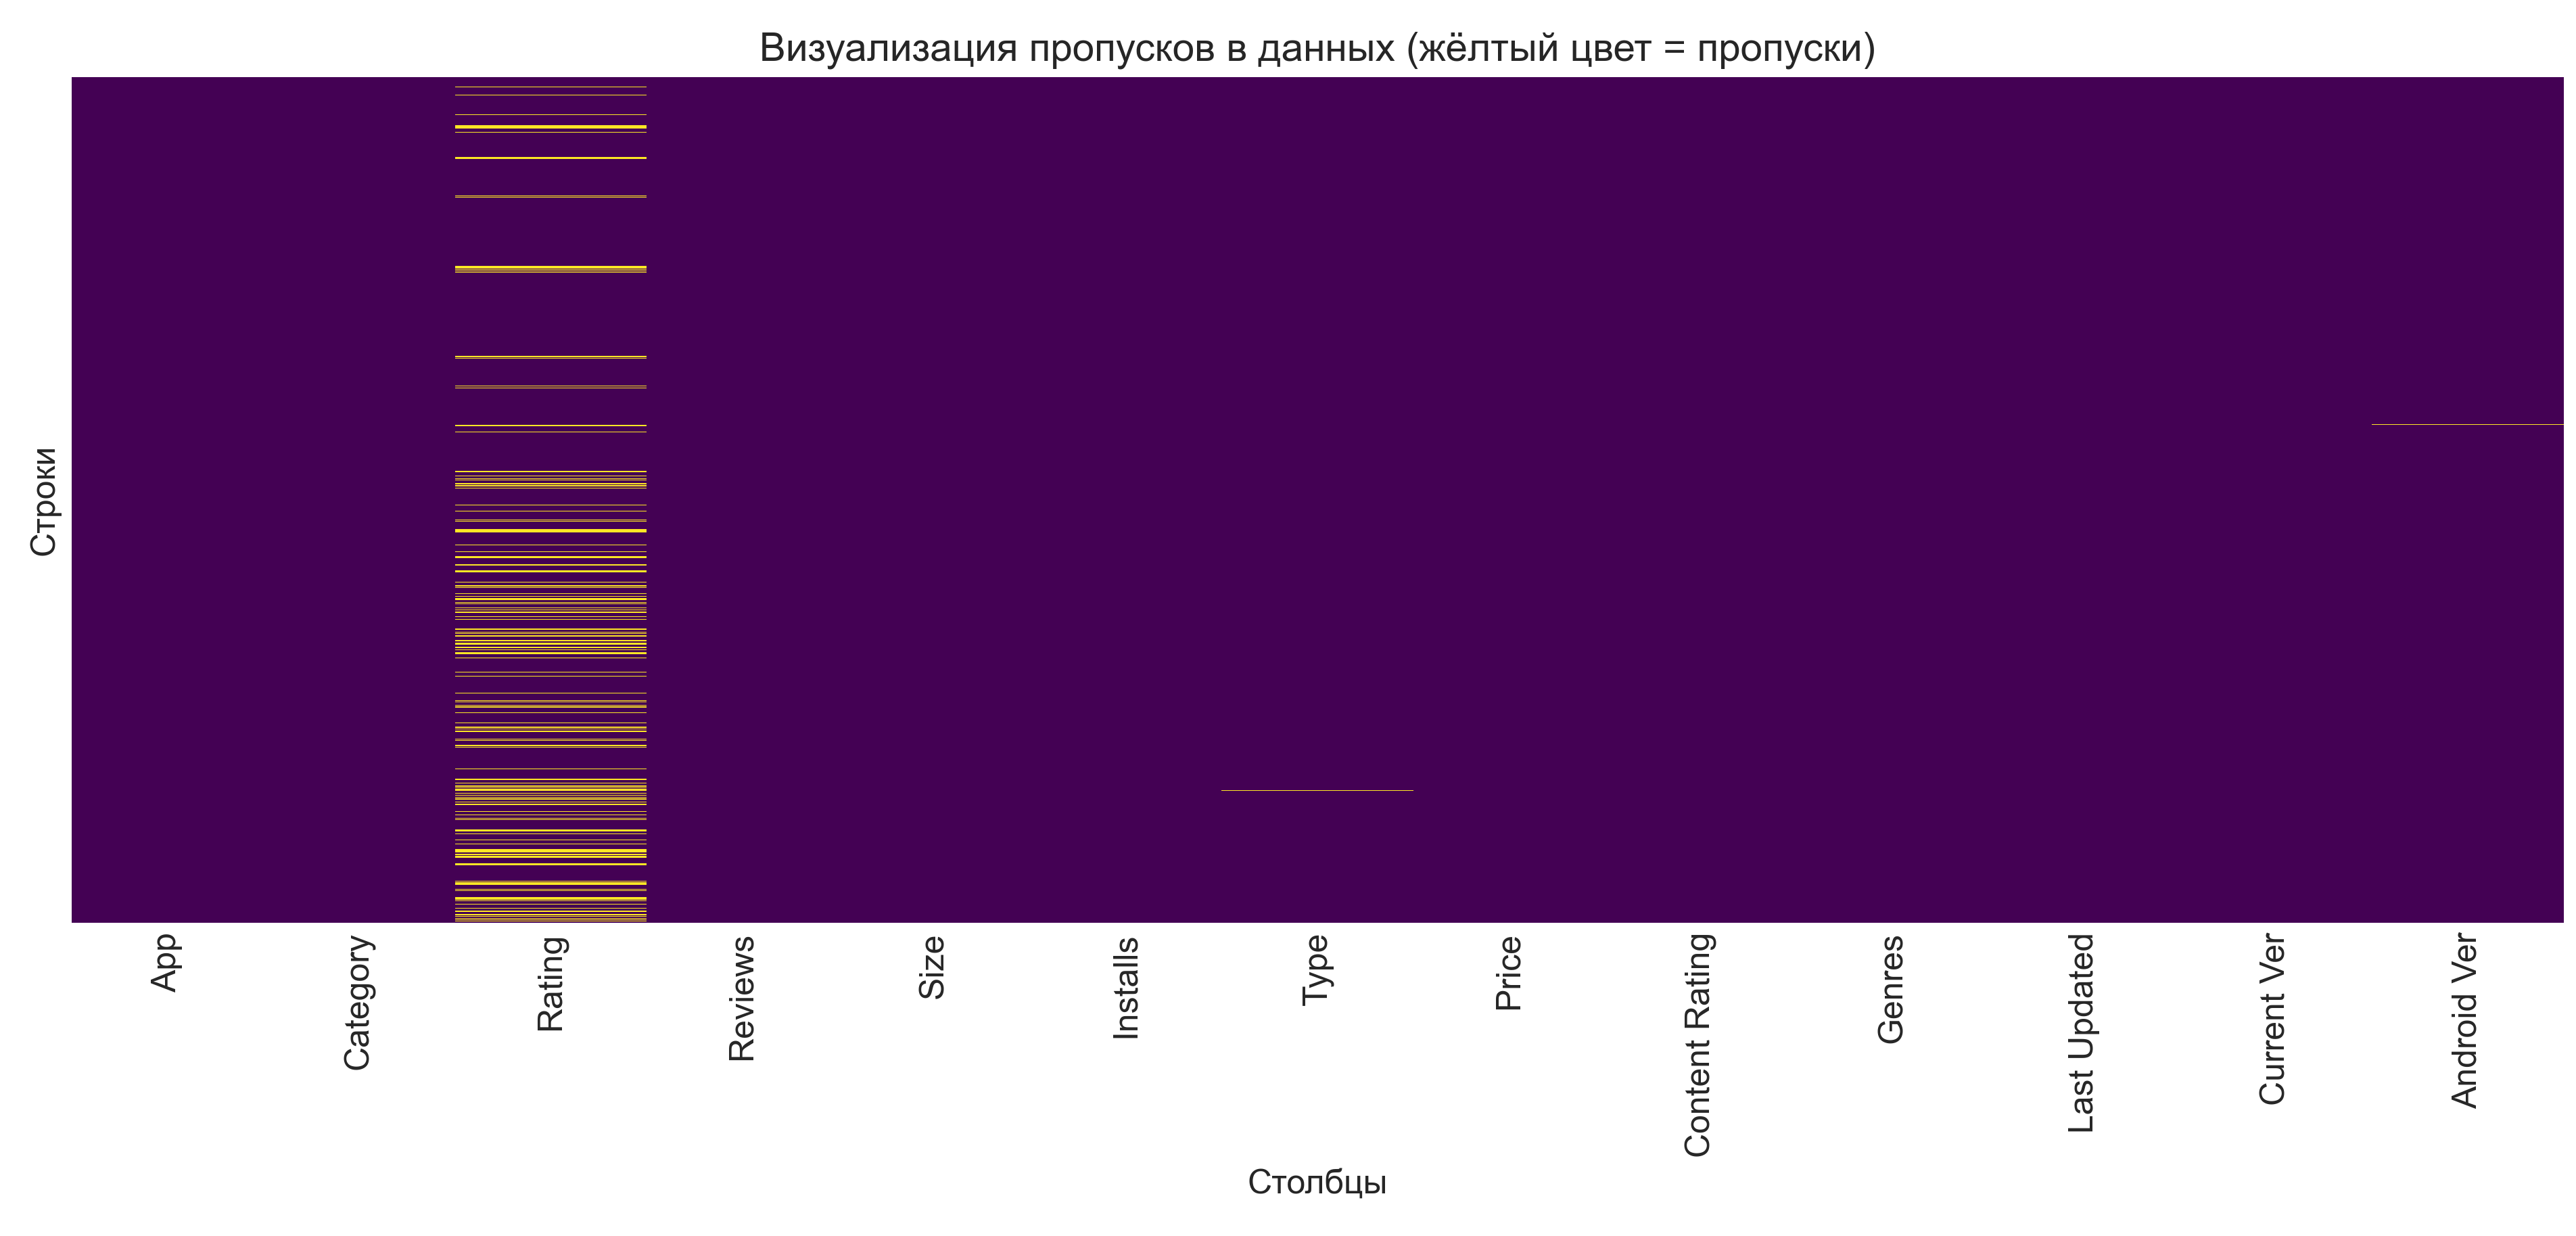 Визуализация пропусков в данных (жёлтый цвет = пропуски)
Строки
App
Category
Rating
Reviews
Size
Installs
Type
Price
Content Rating
Genres
Last Updated
Current Ver
Android Ver
Столбцы